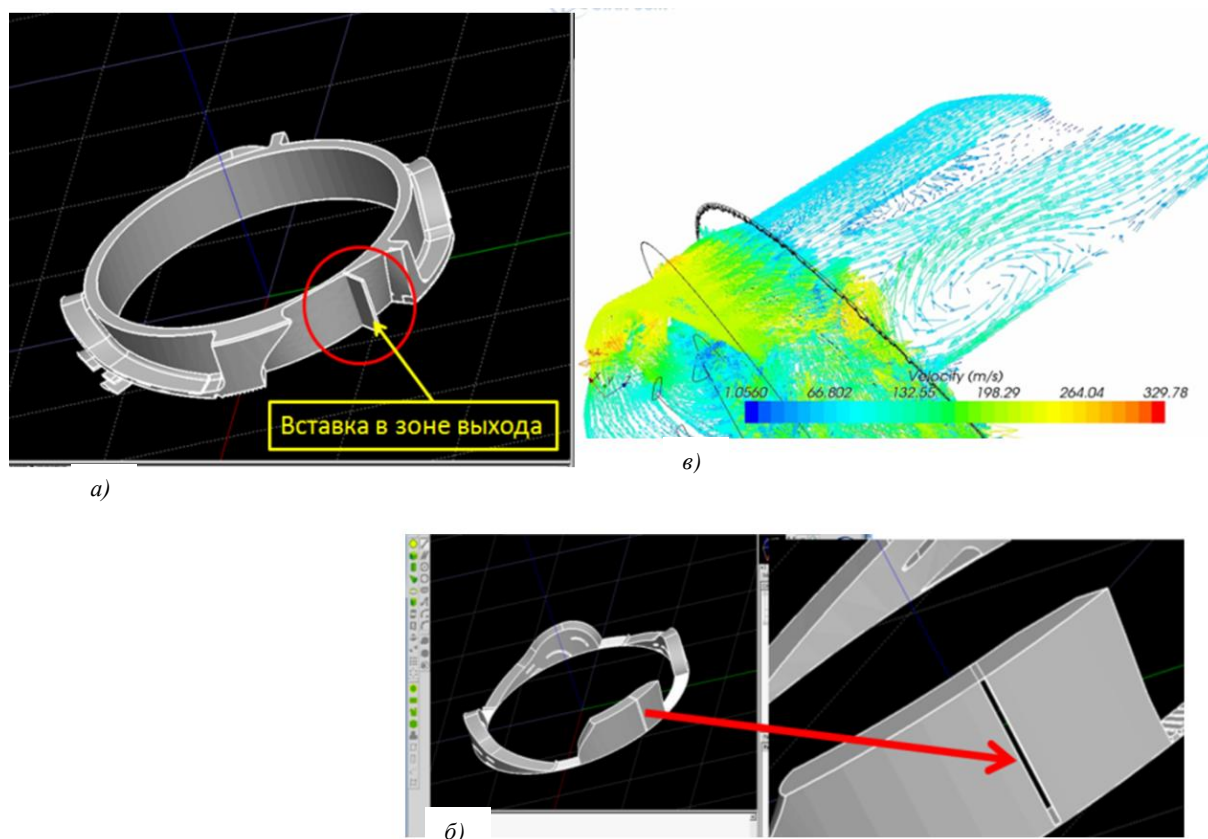 Вставка в зоне выхода
Velocity (m/s)
1.0560 66.802 132.55 198.29 264.04 329.78
а)
в)
б)